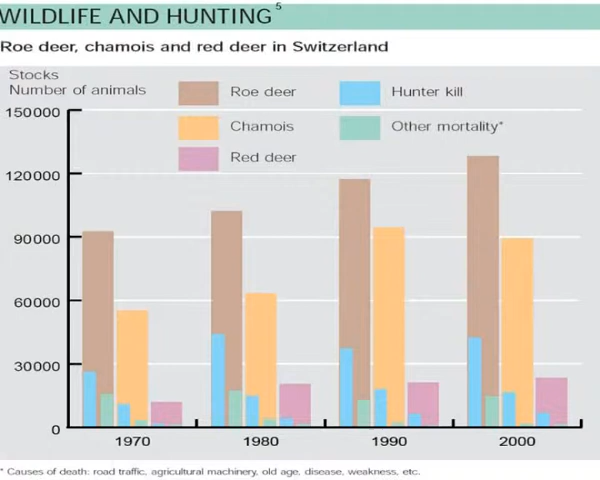 WILDLIFE AND HUNTING 5
Roe deer, chamois and red deer in Switzerland
Stocks
Number of animals
Roe deer
Hunter kill
Chamois
Other mortality*
Red deer
150000
120000
90000
60000
30000
0
1970 1980 1990 2000
* Causes of death: road traffic, agricultural machinery, old age, disease, weakness, etc.